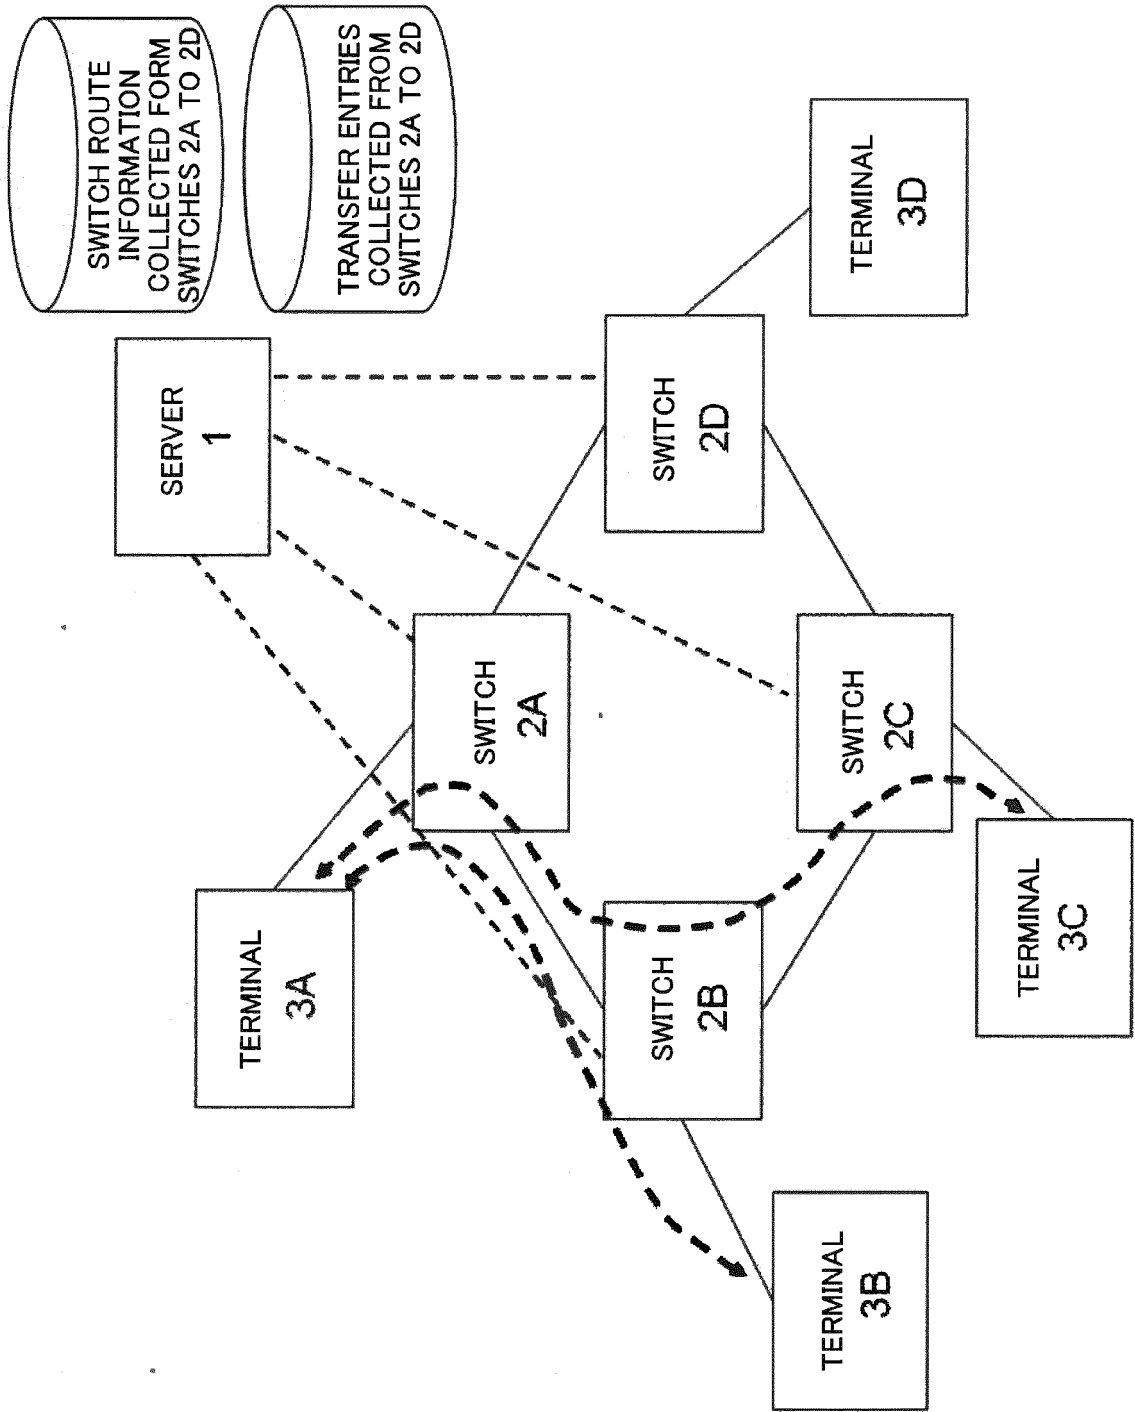 SWITCH ROUTE
INFORMATION
COLLECTED FORM
SWITCHES 2A TO 2D
TRANSFER ENTRIES
COLLECTED FROM
SWITCHES 2A TO 2D
SERVER
1
TERMINAL
3A
SWITCH
2A
SWITCH
2B
SWITCH
2D
SWITCH
2C
TERMINAL
3D
TERMINAL
3B
TERMINAL
3C